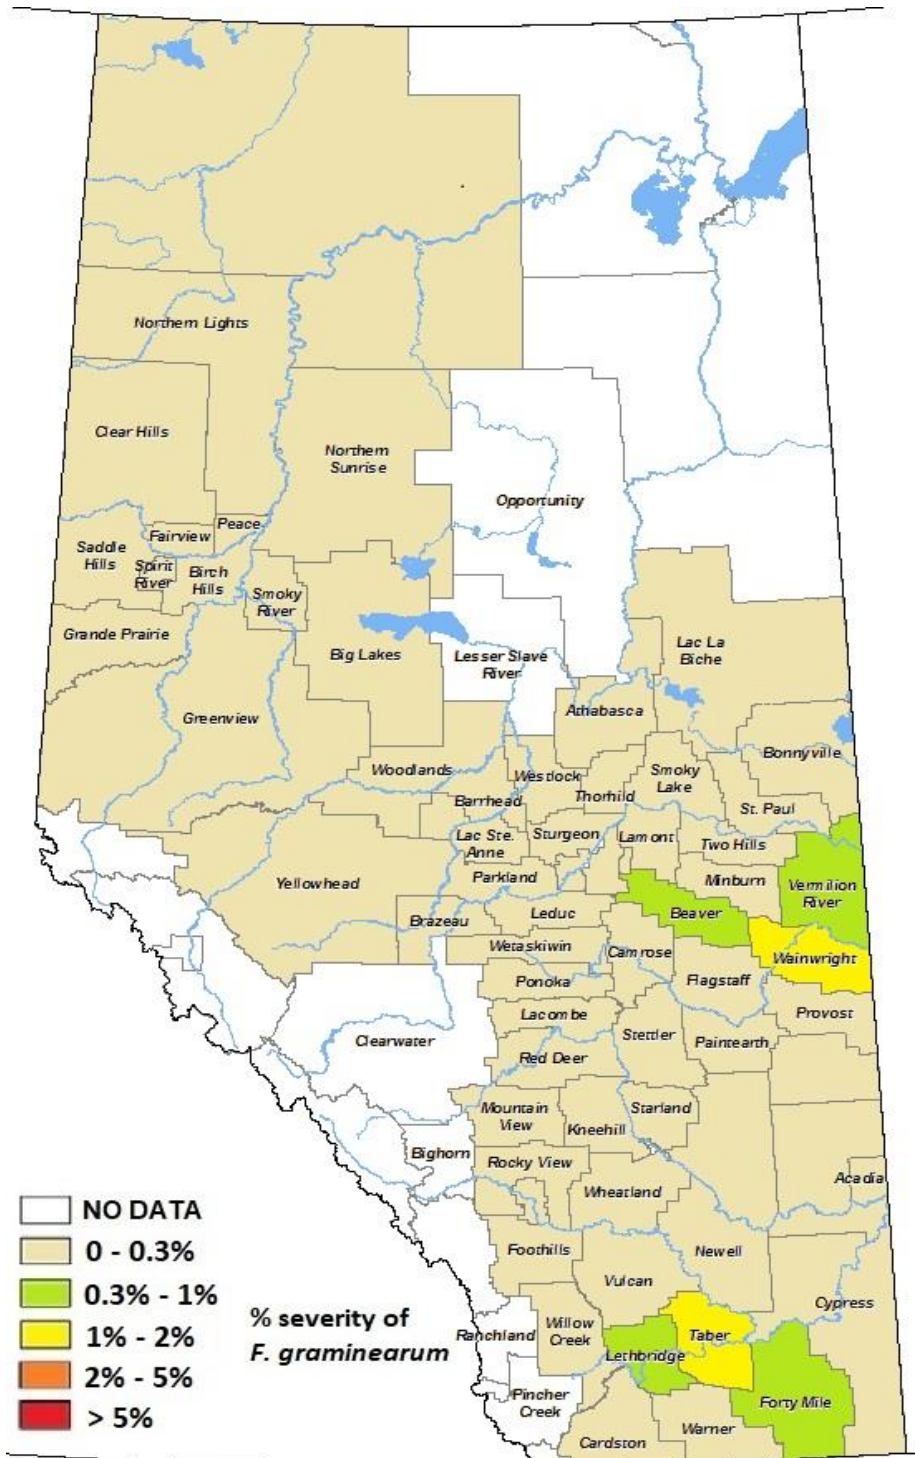 Northern Lights
Clear Hills
Northern
Sunrise
Opportunity
Peace
Fairview
Saddle
Hills
Spirit
River
Birch
Hills
Smoky
River
Grande Prairie
Big Lakes
Lesser Slave
River
Lac La
Biche
Greenview
Athabasca
Bonnyville
Woodlands
Westlock
Smoky
Lake
Thorhild
Barrhead
St. Paul
Lac Ste.
Anne
Sturgeon
Lamont
Two Hills
Yellowhead
Parkland
Minburn
Vermilion
River
Brazeau
Leduc
Beaver
Wetaskiwin
Camrose
Wainwright
Ponoka
Flagstaff
Lacombe
Provost
Clearwater
Stettler
Paintearth
Red Deer
Mountain
View
Starland
Kneehill
Bighorn
Rocky View
Acadia
Wheatland
Foothills
Newell
Vulcan
Cypress
Ranchland
Willow
Creek
Taber
Lethbridge
Pincher
Creek
Forty Mile
Cardston
Warner
NO DATA
0 - 0.3%
0.3% - 1%
1% - 2%
2% - 5%
> 5%
% severity of
F. graminearum